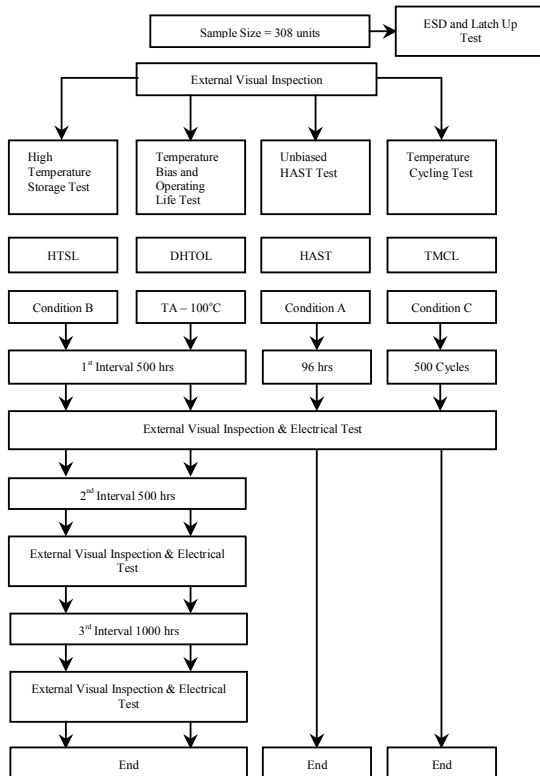 Sample Size = 308 units
ESD and Latch Up
Test
External Visual Inspection
High
Temperature
Storage Test
Temperature
Bias and
Operating
Life Test
Unbiased
HAST Test
Temperature
Cycling Test
HTSL
DHTOL
HAST
TMCL
Condition B
TA – 100°C
Condition A
Condition C
1st Interval 500 hrs
96 hrs
500 Cycles
External Visual Inspection & Electrical Test
2nd Interval 500 hrs
External Visual Inspection & Electrical
Test
3rd Interval 1000 hrs
External Visual Inspection & Electrical
Test
End
End
End